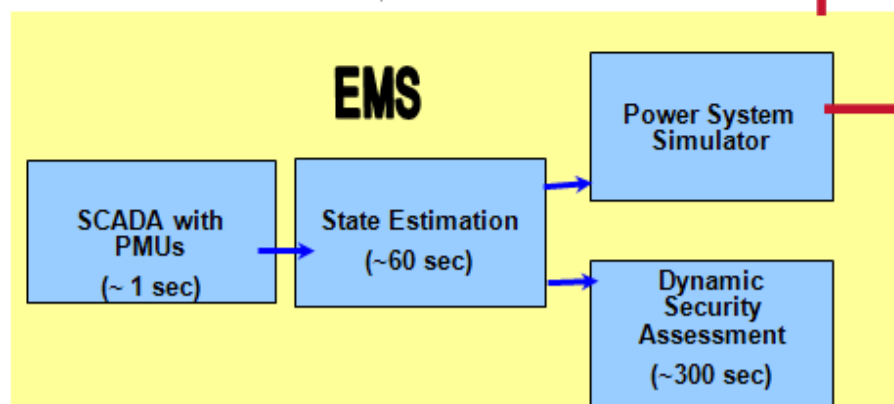 EMS
SCADA with
PMUs
(~ 1 sec)
State Estimation
(~60 sec)
Power System
Simulator
Dynamic
Security
Assessment
(~300 sec)